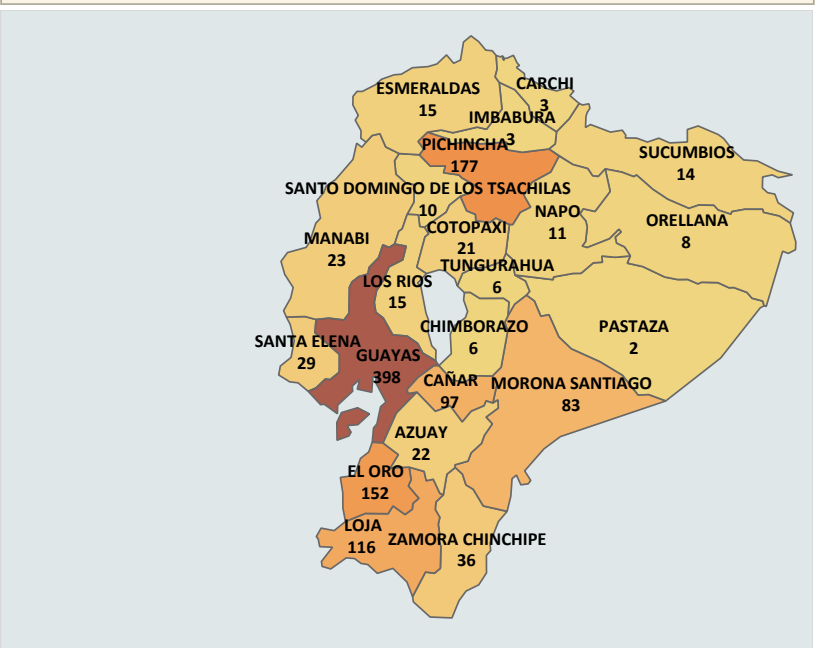 ESMERALDAS
15
CARCHI
3
IMBABURA
3
PICHINCHA
177
SUCUMBIOS
14
SANTO DOMINGO DE LOS TSACHILAS
10
NAPO
11
ORELLANA
8
COTOPAXI
21
MANABI
23
TUNGURAHUA
6
LOS RIOS
15
CHIMBORAZO
6
PASTAZA
2
SANTA ELENA
29
GUAYAS
398
CAÑAR
97
MORONA SANTIAGO
83
AZUAY
22
EL ORO
152
LOJA
116
ZAMORA CHINCHIPE
36